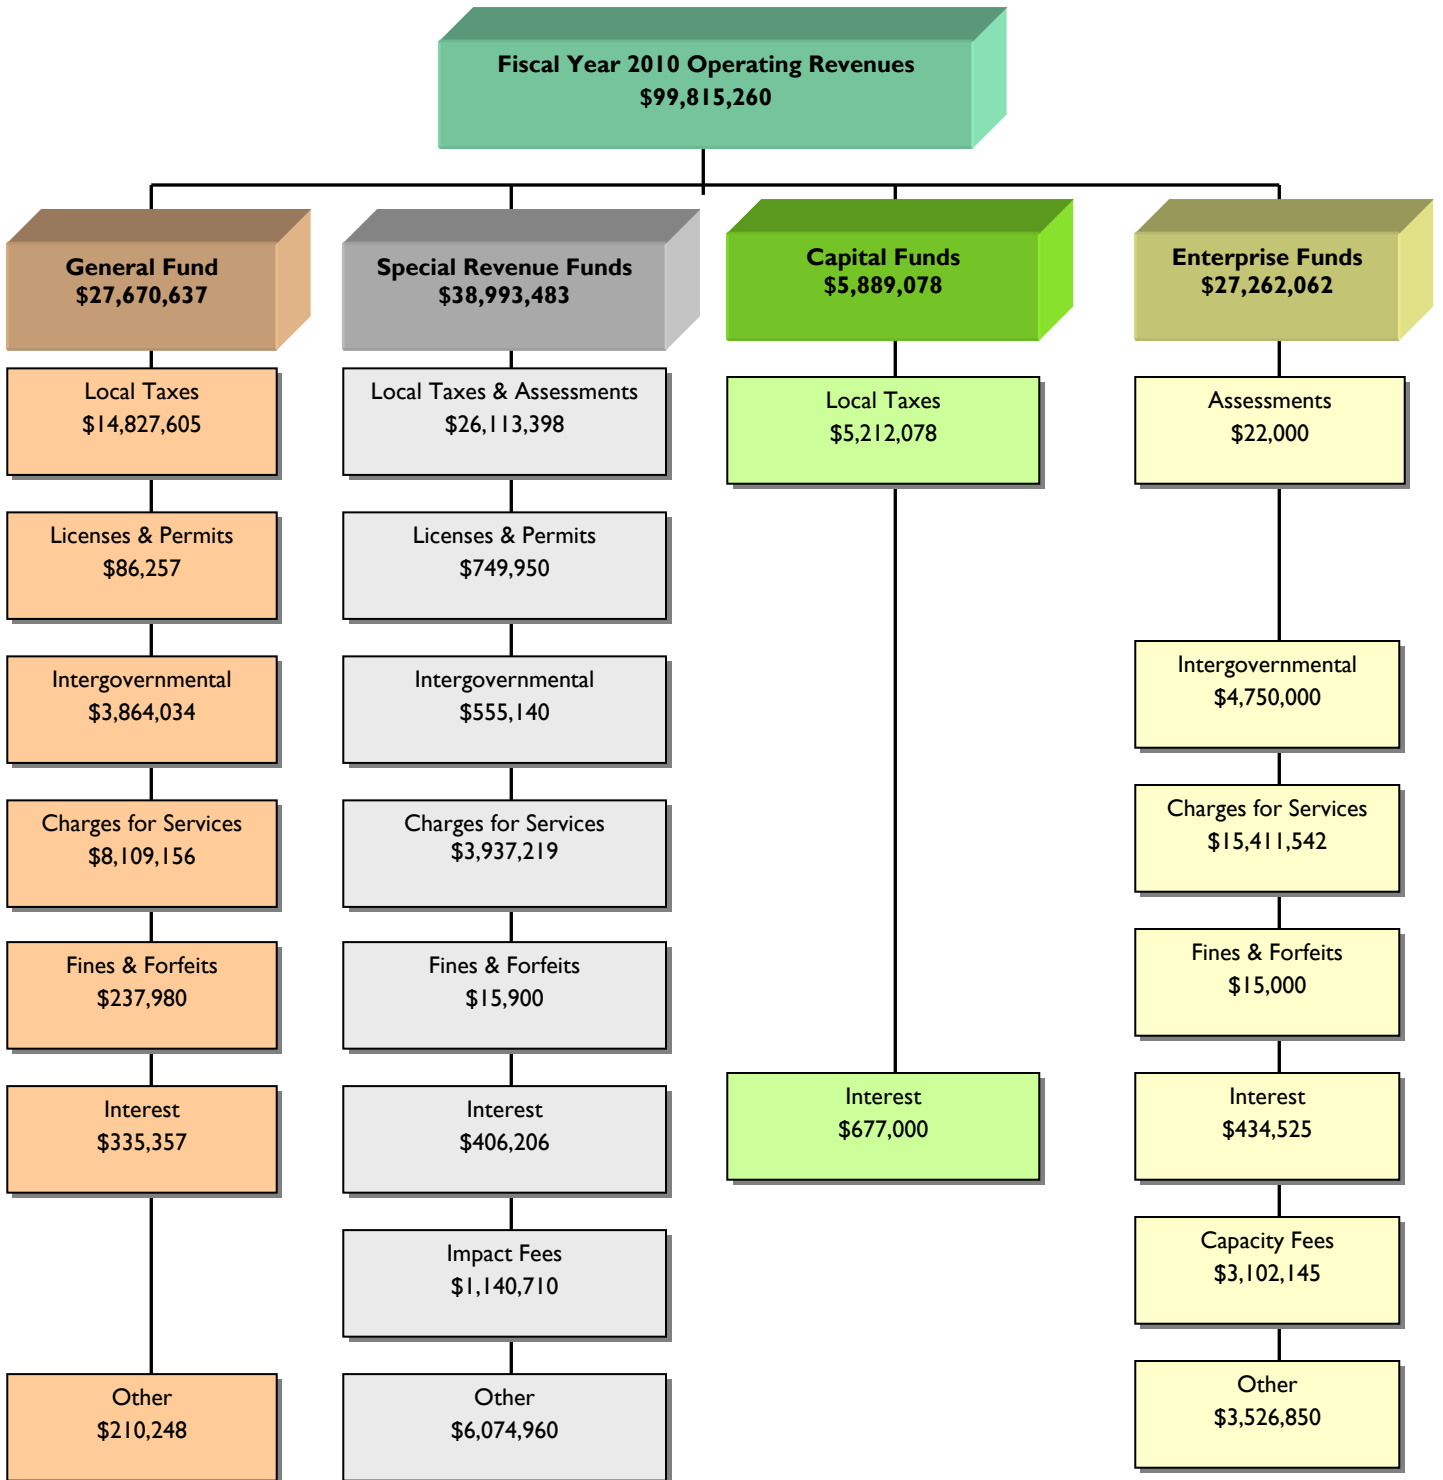 Fiscal Year 2010 Operating Revenues
$99,815,260
General Fund
$27,670,637
Local Taxes
$14,827,605
Licenses & Permits
$86,257
Intergovernmental
$3,864,034
Charges for Services
$8,109,156
Fines & Forfeits
$237,980
Interest
$335,357
Other
$210,248
Special Revenue Funds
$38,993,483
Local Taxes & Assessments
$26,113,398
Licenses & Permits
$749,950
Intergovernmental
$555,140
Charges for Services
$3,937,219
Fines & Forfeits
$15,900
Interest
$406,206
Impact Fees
$1,140,710
Other
$6,074,960
Capital Funds
$5,889,078
Local Taxes
$5,212,078
Interest
$677,000
Enterprise Funds
$27,262,062
Assessments
$22,000
Intergovernmental
$4,750,000
Charges for Services
$15,411,542
Fines & Forfeits
$15,000
Interest
$434,525
Capacity Fees
$3,102,145
Other
$3,526,850